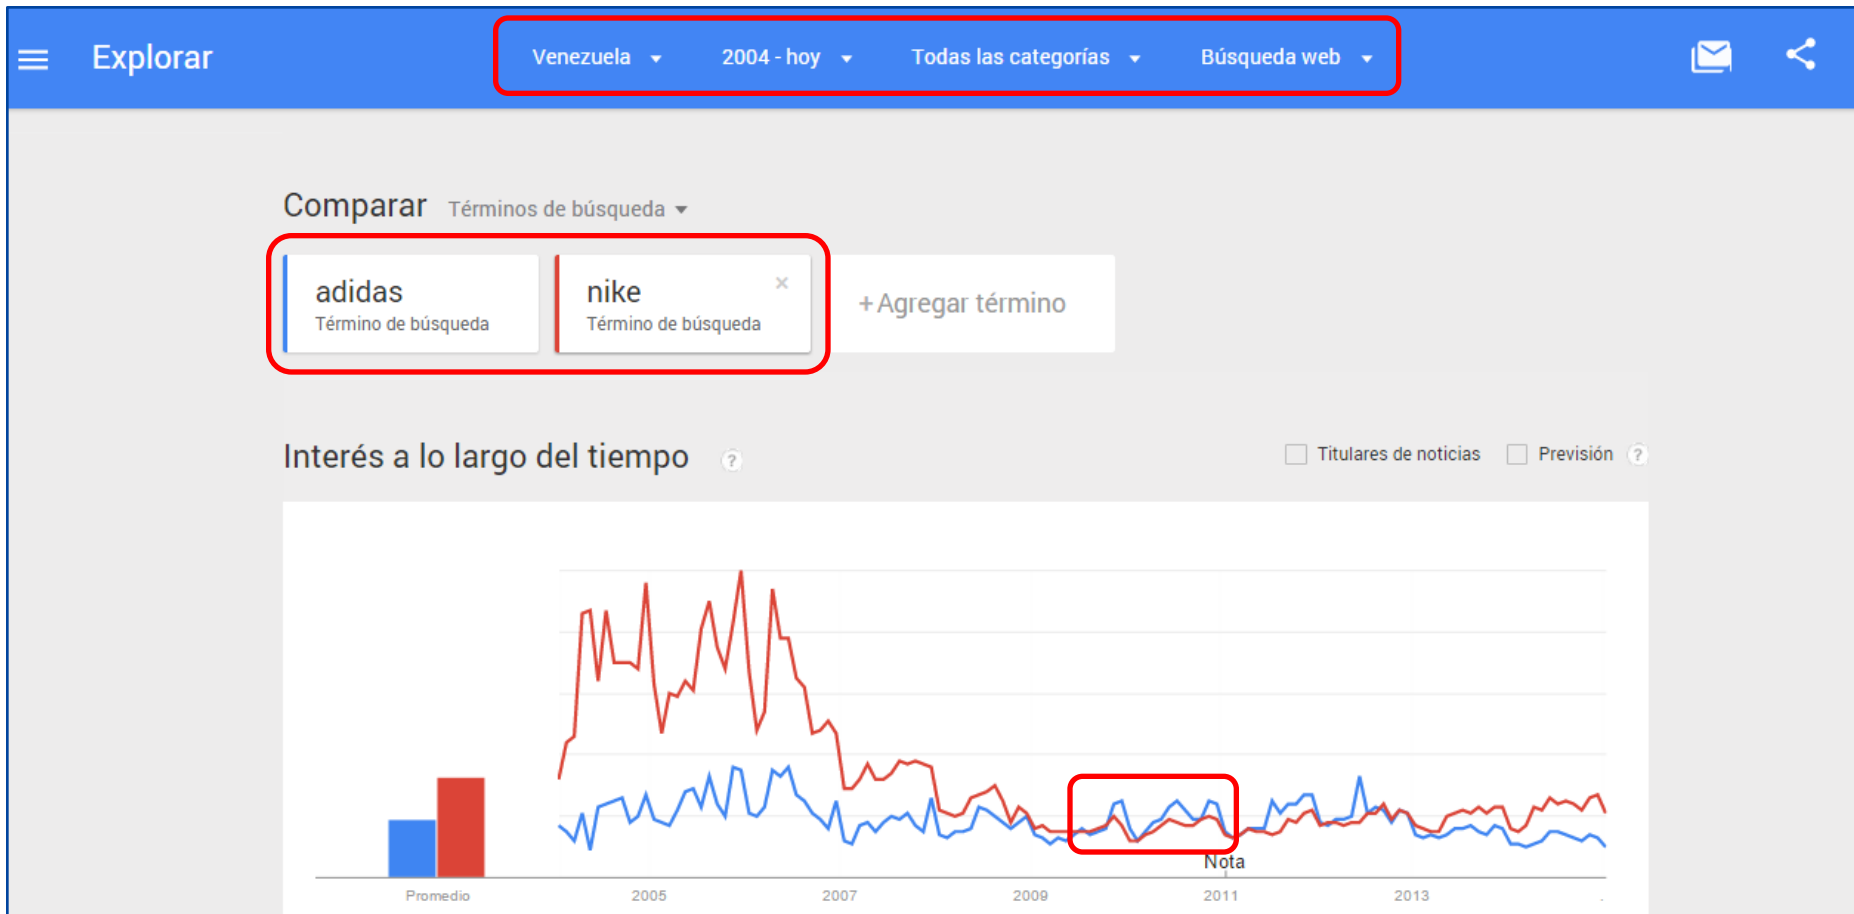 Explorar
Venezuela
2004 - hoy
Todas las categorías
Búsqueda web
Comparar Términos de búsqueda
adidas
Término de búsqueda
nike ×
Término de búsqueda
+Agregar término
Interés a lo largo del tiempo ?
Titulares de noticias
Previsión ?
Nota
Promedio
2005
2007
2009
2011
2013